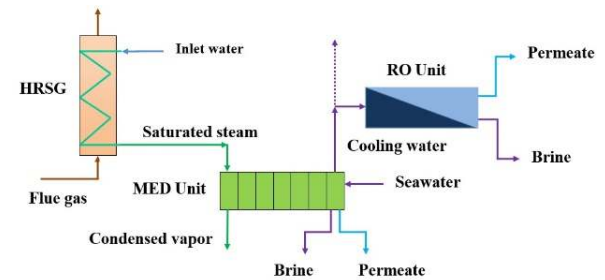 Inlet water
RO Unit
Permeate
HRSG
Saturated steam
Cooling water
Brine
Flue gas
MED Unit
Seawater
Condensed vapor
Brine
Permeate